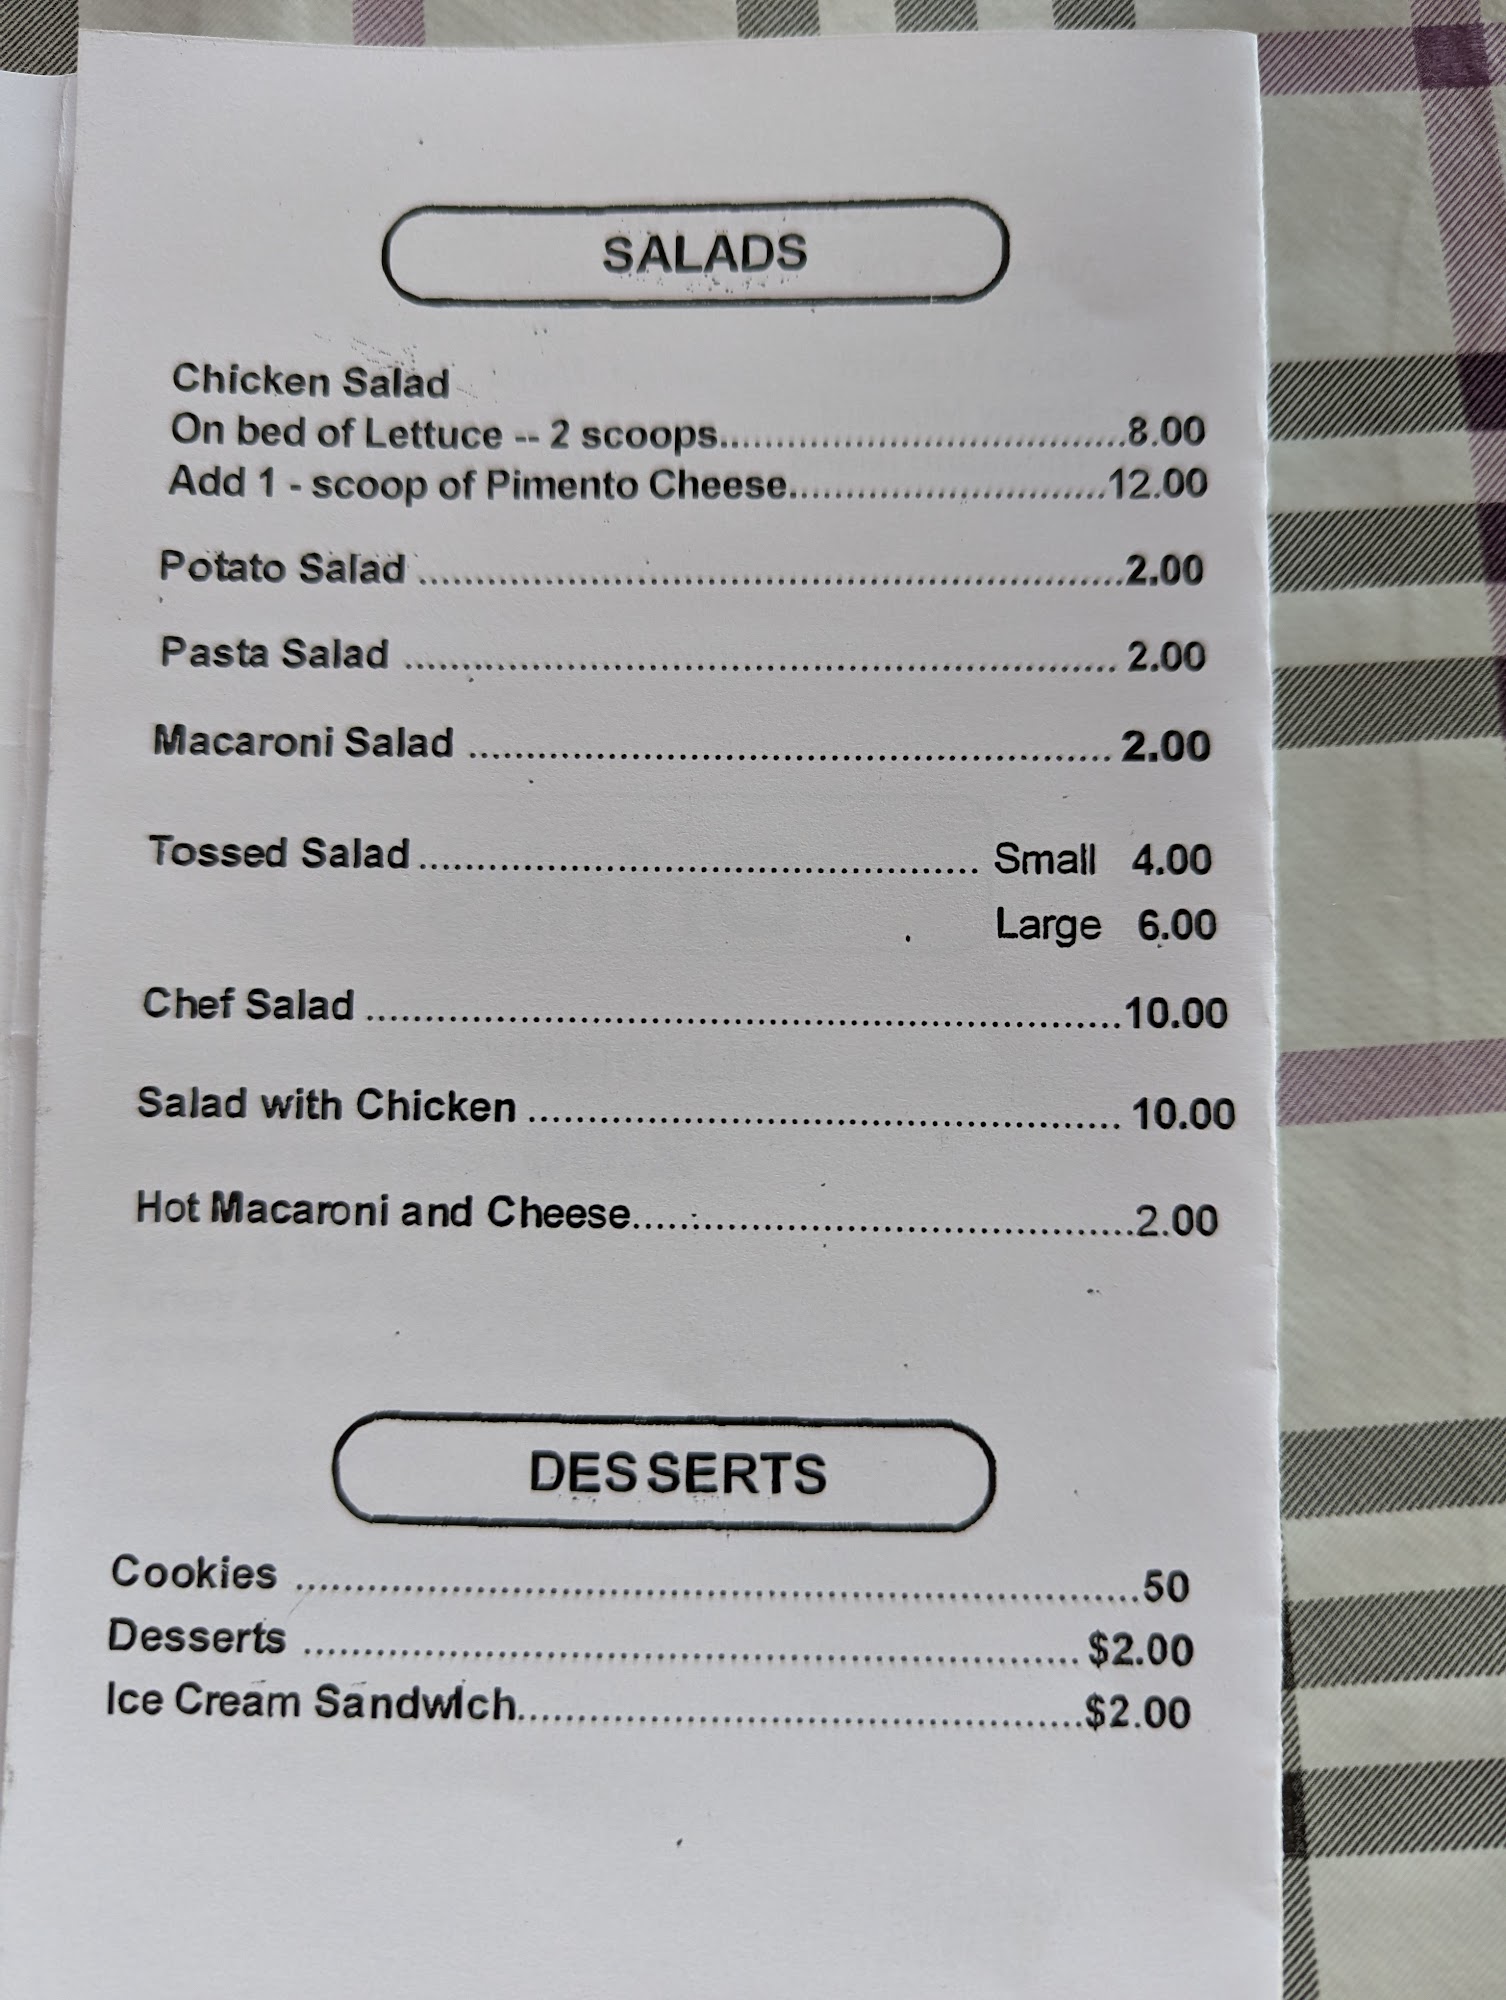 SALADS
Chicken Salad
On bed of Lettuce -- 2 scoops..................................8.00
Add 1 - scoop of Pimento Cheese...........................12.00
Potato Salad ............................................................2.00
Pasta Salad ............................................................ 2.00
Macaroni Salad ...................................................... 2.00
Tossed Salad ............................................... Small 4.00
Large 6.00
Chef Salad ................................................................10.00
Salad with Chicken .................................................. 10.00
Hot Macaroni and Cheese..........................................2.00
DESSERTS
Cookies .......................................................................50
Desserts ................................................................. $2.00
Ice Cream Sandwich................................................$2.00